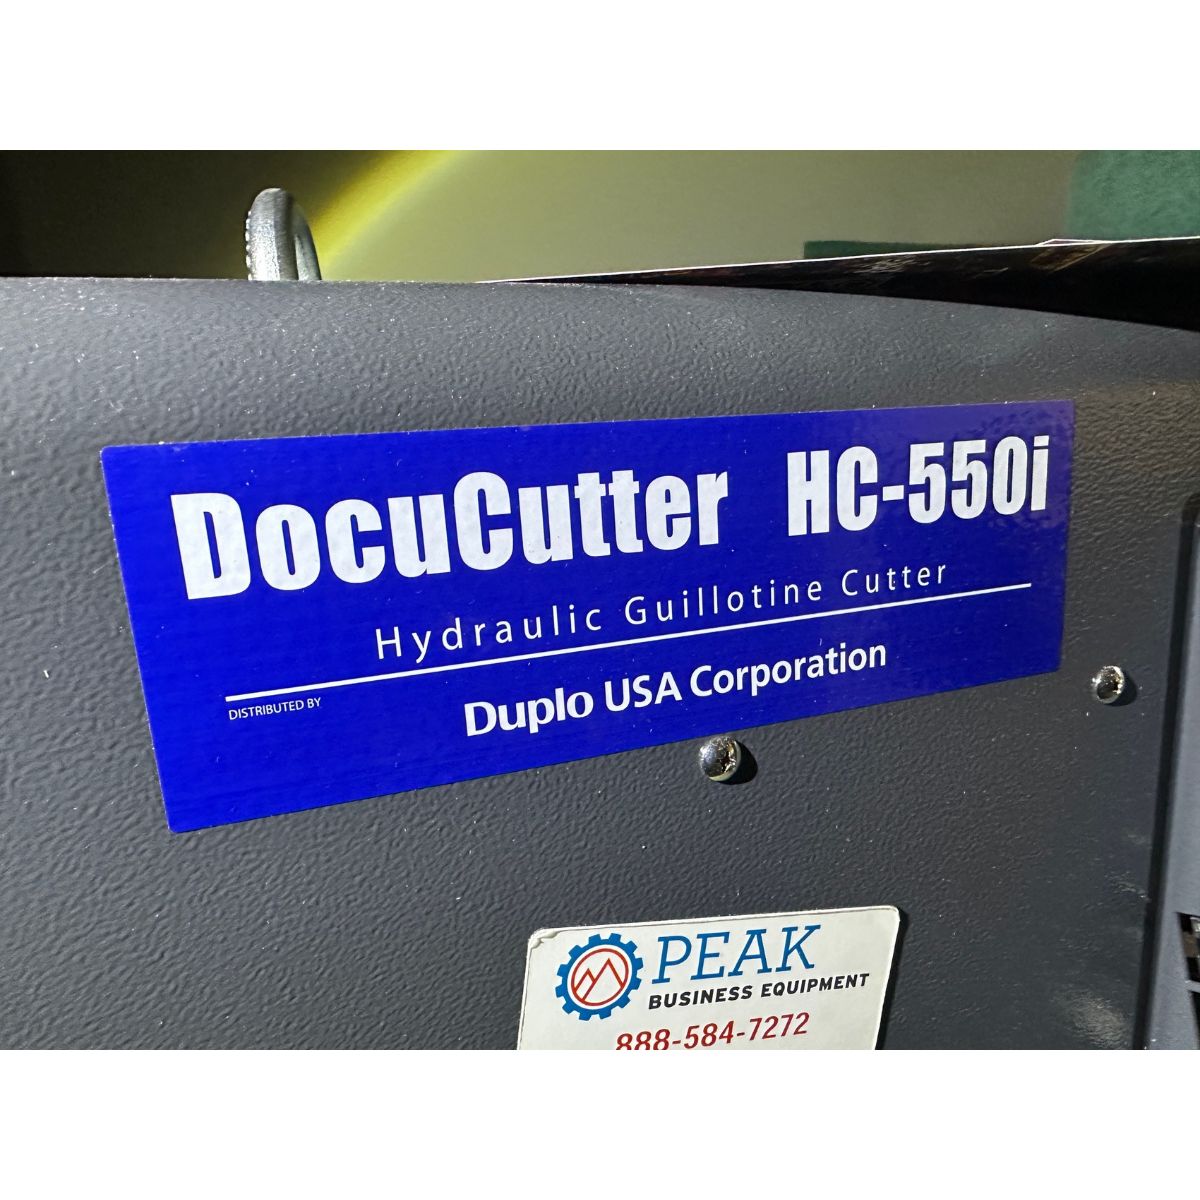 DocuCutter HC-550i
Hydraulic Guillotine Cutter
DISTRIBUTED BY
Duplo USA Corporation
PEAK
BUSINESS EQUIPMENT
888-584-7272